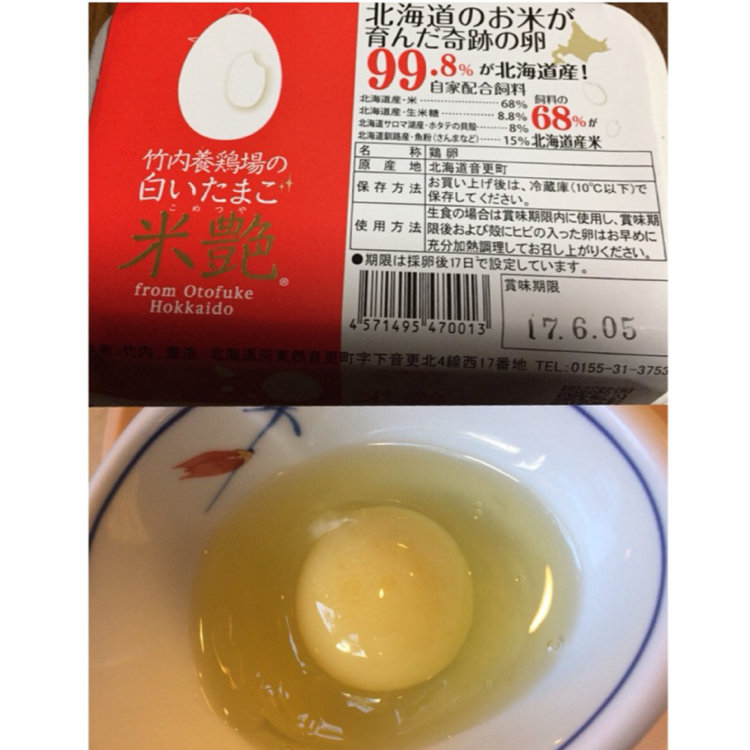 竹内養鶏場の
白いたまご
こめつや
米艶®
from Otofuke
Hokkaido
北海道のお米が
育んだ奇跡の卵
99.8%が北海道産!
自家配合飼料
北海道産・米 68%
北海道産・生米糖 8.8%
北海道サロマ湖産・ホタテの貝殻 8%
北海道釧路産・魚粉(さんまなど) 15%
飼料の
68%が
北海道産米
名称 鶏卵
原産地 北海道音更町
保存方法 お買い上げ後は、冷蔵庫(10℃以下)で
保存してください。
使用方法 生食の場合は賞味期限内に使用し、賞味期
限後および殻にヒビの入った卵はお早めに
充分加熱調理してお召し上がりください。
●期限は採卵後17日で設定しています。
4571495470013
賞味期限
17.6.05
竹内 北海道河東郡音更町字下音更北4線西17番地 TEL:0155-31-3753